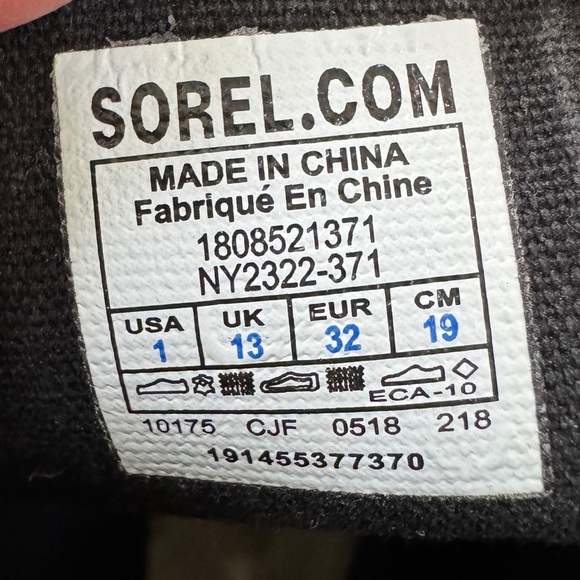 SOREL.COM
MADE IN CHINA
Fabriqué En Chine
1808521371
NY2322-371
USA UK EUR CM
1 13 32 19
ECA-10
10175 CJF 0518 218
191455377370